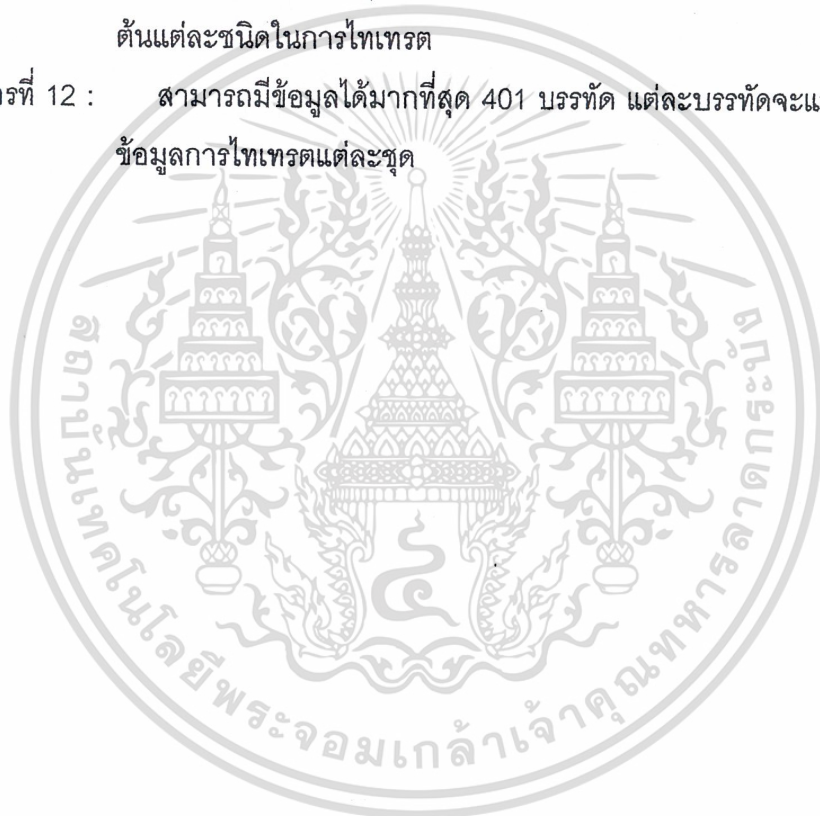 ต้นแต่ละชนิดในการไทเทรต
รที่ 12 : สามารถมีข้อมูลได้มากที่สุด 401 บรรทัด แต่ละบรรทัดจะแ
ข้อมูลการไทเทรตแต่ละชุด
สถาบันเทคโนโลยีพระจอมเกล้าเจ้าคุณทหารลาดกระบัง